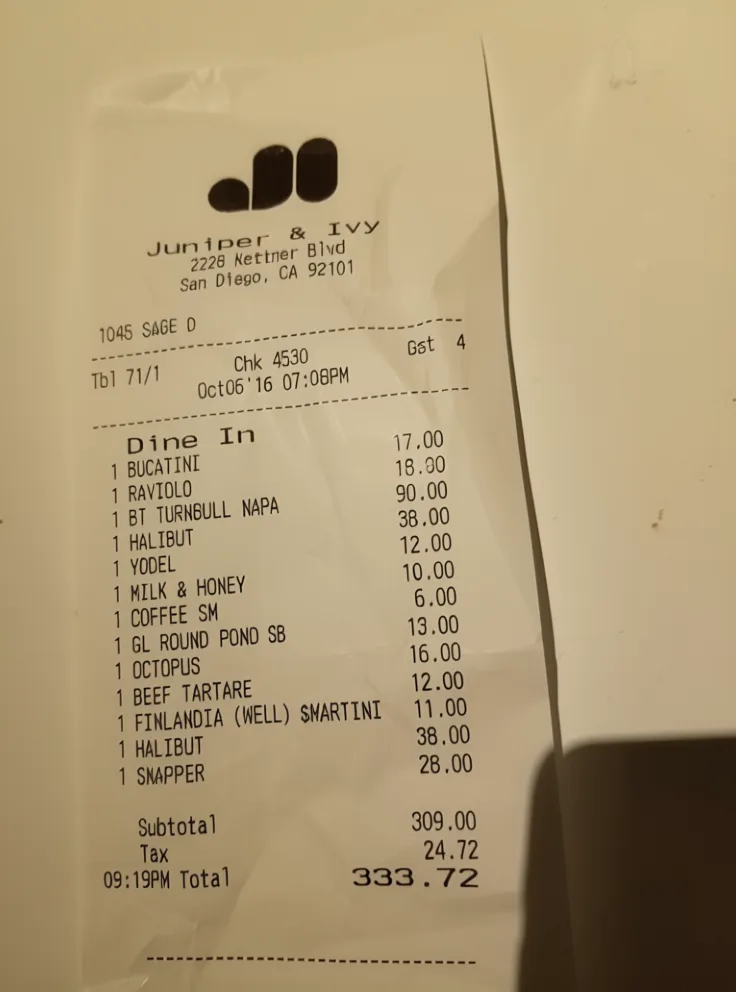 Juniper & Ivy
2228 Kettner Blvd
San Diego, CA 92101
1045 SAGE D
Tbl 71/1 Chk 4530 Gst 4
Oct06'16 07:08PM
Dine In
1 BUCATINI 17.00
1 RAVIOLO 18.00
1 BT TURNBULL NAPA 90.00
1 HALIBUT 38.00
1 YODEL 12.00
1 MILK & HONEY 10.00
1 COFFEE SM 6.00
1 GL ROUND POND SB 13.00
1 OCTOPUS 16.00
1 BEEF TARTARE 12.00
1 FINLANDIA (WELL) $MARTINI 11.00
1 HALIBUT 38.00
1 SNAPPER 28.00
Subtotal 309.00
Tax 24.72
09:19PM Total 333.72